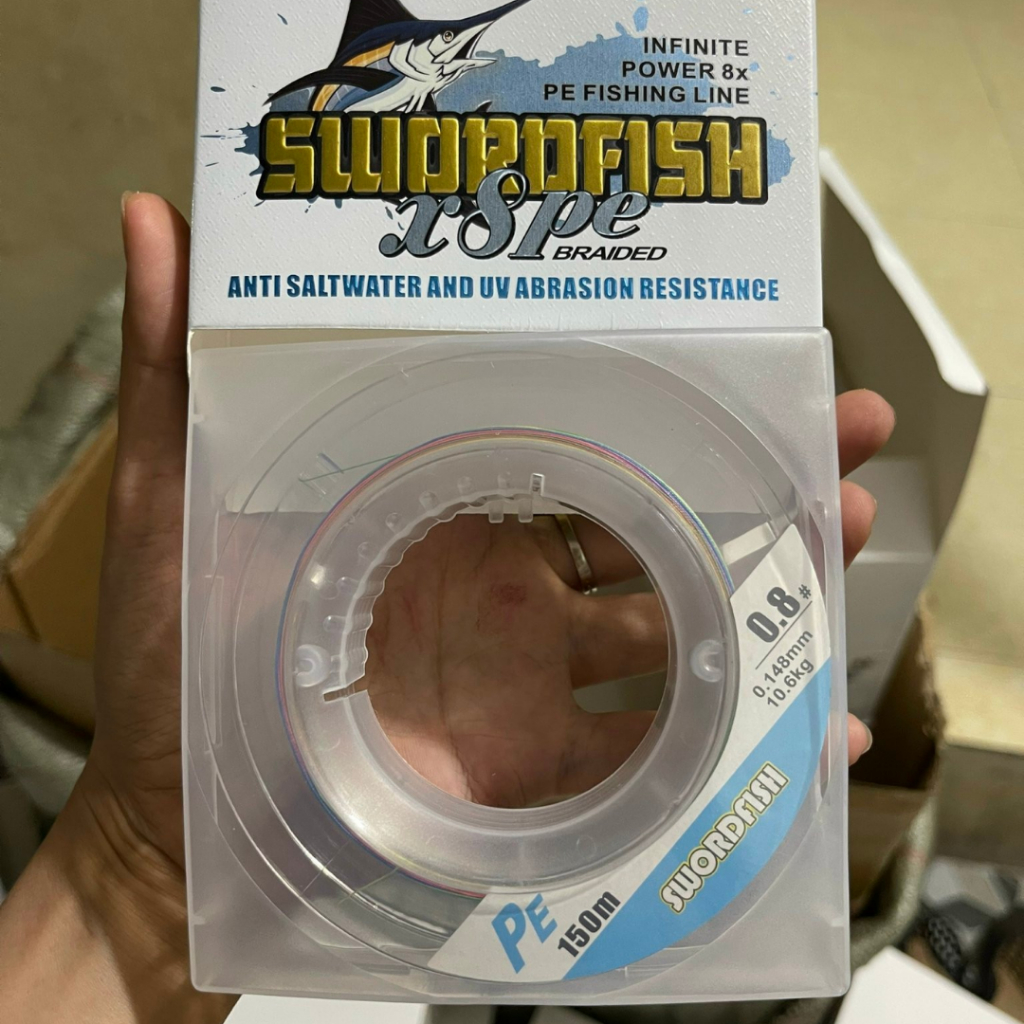 INFINITE
POWER 8x
PE FISHING LINE
SWORDFISH
x8pe
BRAIDED
ANTI SALTWATER AND UV ABRASION RESISTANCE
0.8#
0.148mm
10.6kg
SWORDFISH
PE
150m